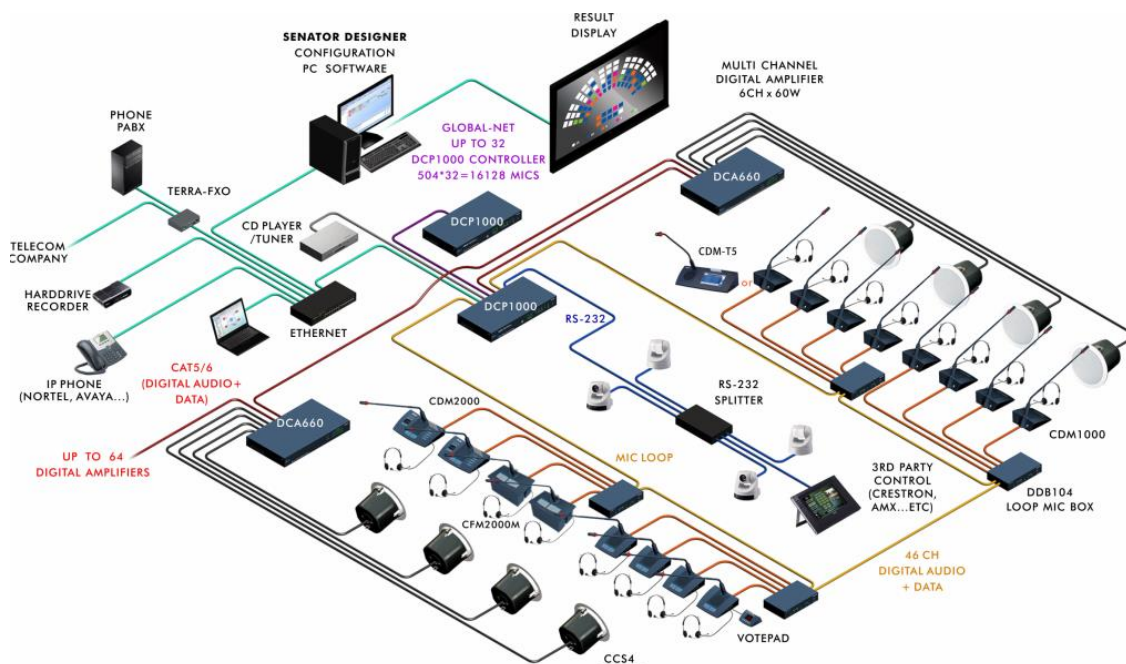 RESULT
DISPLAY
SENATOR DESIGNER
CONFIGURATION
PC SOFTWARE
MULTI CHANNEL
DIGITAL AMPLIFIER
6CH x 60W
PHONE
PABX
GLOBAL-NET
UP TO 32
DCP1000 CONTROLLER
504*32=16128 MICS
TERRA-FXO
DCA660
CD PLAYER
/TUNER
DCP1000
TELECOM
COMPANY
CDM-T5
or
HARDDRIVE
RECORDER
ETHERNET
DCP1000
RS-232
IP PHONE
(NORTEL, AVAYA...)
CAT5/6
(DIGITAL AUDIO+
DATA)
RS-232
SPLITTER
CDM2000
DCA660
CDM1000
UP TO 64
DIGITAL AMPLIFIERS
MIC LOOP
3RD PARTY
CONTROL
(CRESTRON,
AMX...ETC)
DDB104
LOOP MIC BOX
CFM2000M
46 CH
DIGITAL AUDIO
+ DATA
VOTEPAD
CCS4